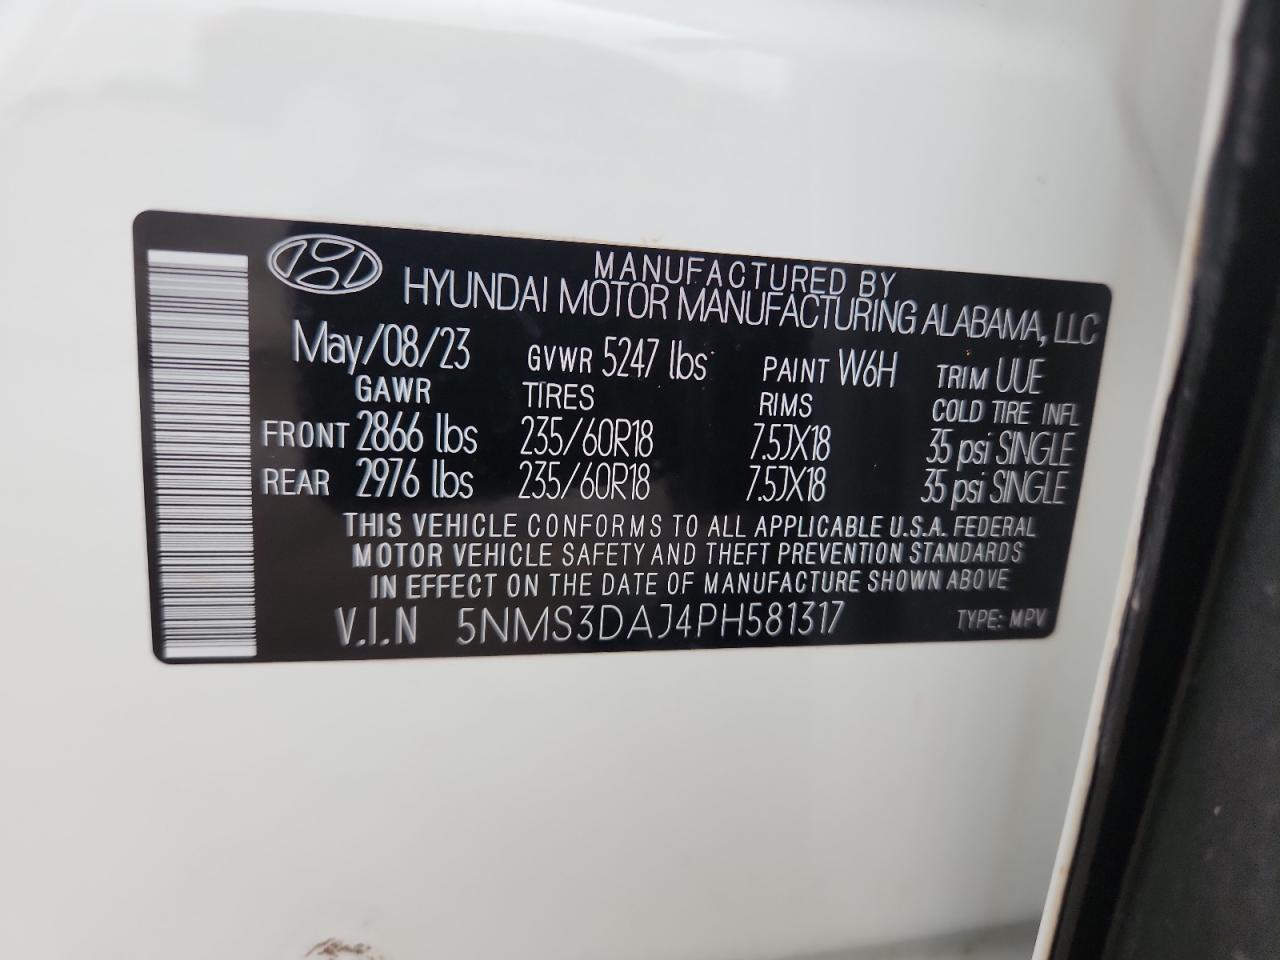 MANUFACTURED BY
HYUNDAI MOTOR MANUFACTURING ALABAMA, LLC
May/08/23 GVWR 5247 lbs PAINT W6H TRIM UUE
GAWR TIRES RIMS COLD TIRE INFL
FRONT 2866 lbs 235/60R18 7.5JX18 35 psi SINGLE
REAR 2976 lbs 235/60R18 7.5JX18 35 psi SINGLE
THIS VEHICLE CONFORMS TO ALL APPLICABLE U.S.A. FEDERAL
MOTOR VEHICLE SAFETY AND THEFT PREVENTION STANDARDS
IN EFFECT ON THE DATE OF MANUFACTURE SHOWN ABOVE
V.I.N 5NMS3DAJ4PH581317 TYPE: MPV